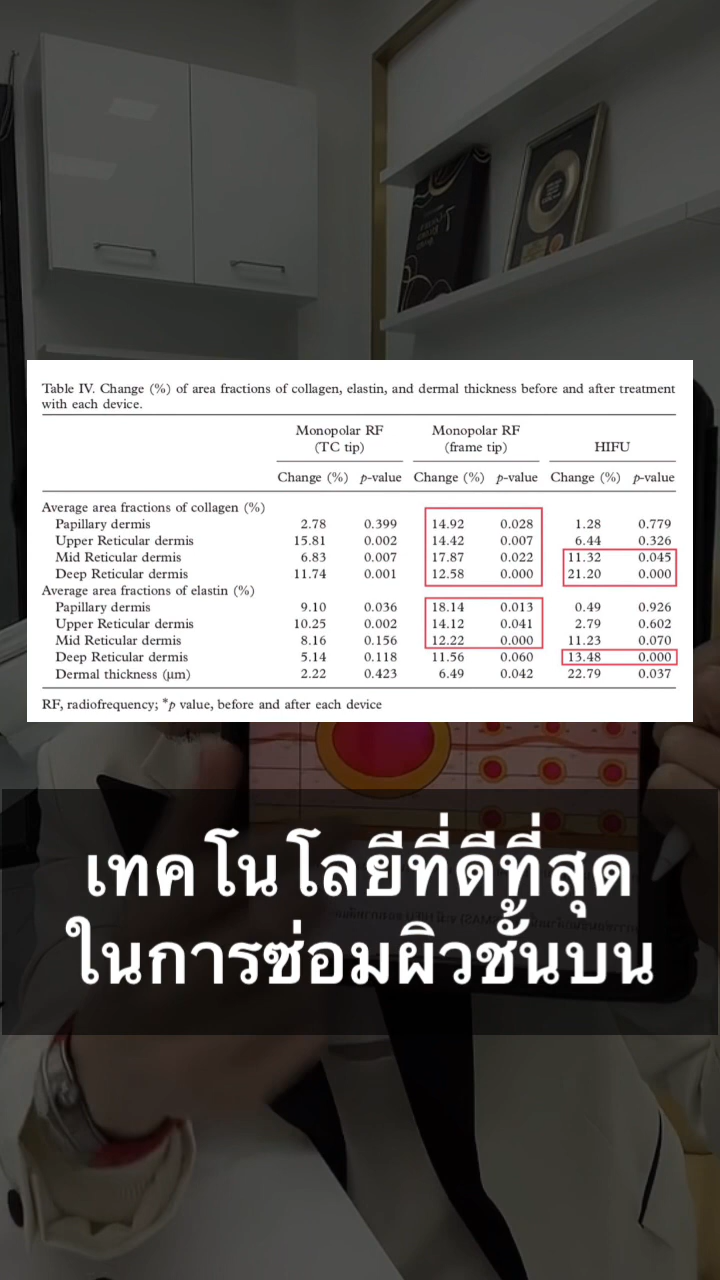 Table IV. Change (%) of area fractions of collagen, elastin, and dermal thickness before and after treatment
with each device.
Monopolar RF Monopolar RF
(TC tip) (frame tip) HIFU
Change (%) p-value Change (%) p-value Change (%) p-value
Average area fractions of collagen (%)
Papillary dermis 2.78 0.399 14.92 0.028 1.28 0.779
Upper Reticular dermis 15.81 0.002 14.42 0.007 6.44 0.326
Mid Reticular dermis 6.83 0.007 17.87 0.022 11.32 0.045
Deep Reticular dermis 11.74 0.001 12.58 0.000 21.20 0.000
Average area fractions of elastin (%)
Papillary dermis 9.10 0.036 18.14 0.013 0.49 0.926
Upper Reticular dermis 10.25 0.002 14.12 0.041 2.79 0.602
Mid Reticular dermis 8.16 0.156 12.22 0.000 11.23 0.070
Deep Reticular dermis 5.14 0.118 11.56 0.060 13.48 0.000
Dermal thickness (μm) 2.22 0.423 6.49 0.042 22.79 0.037
RF, radiofrequency; *p value, before and after each device
เทคโนโลยีที่ดีที่สุด
ในการซ่อมผิวชั้นบน